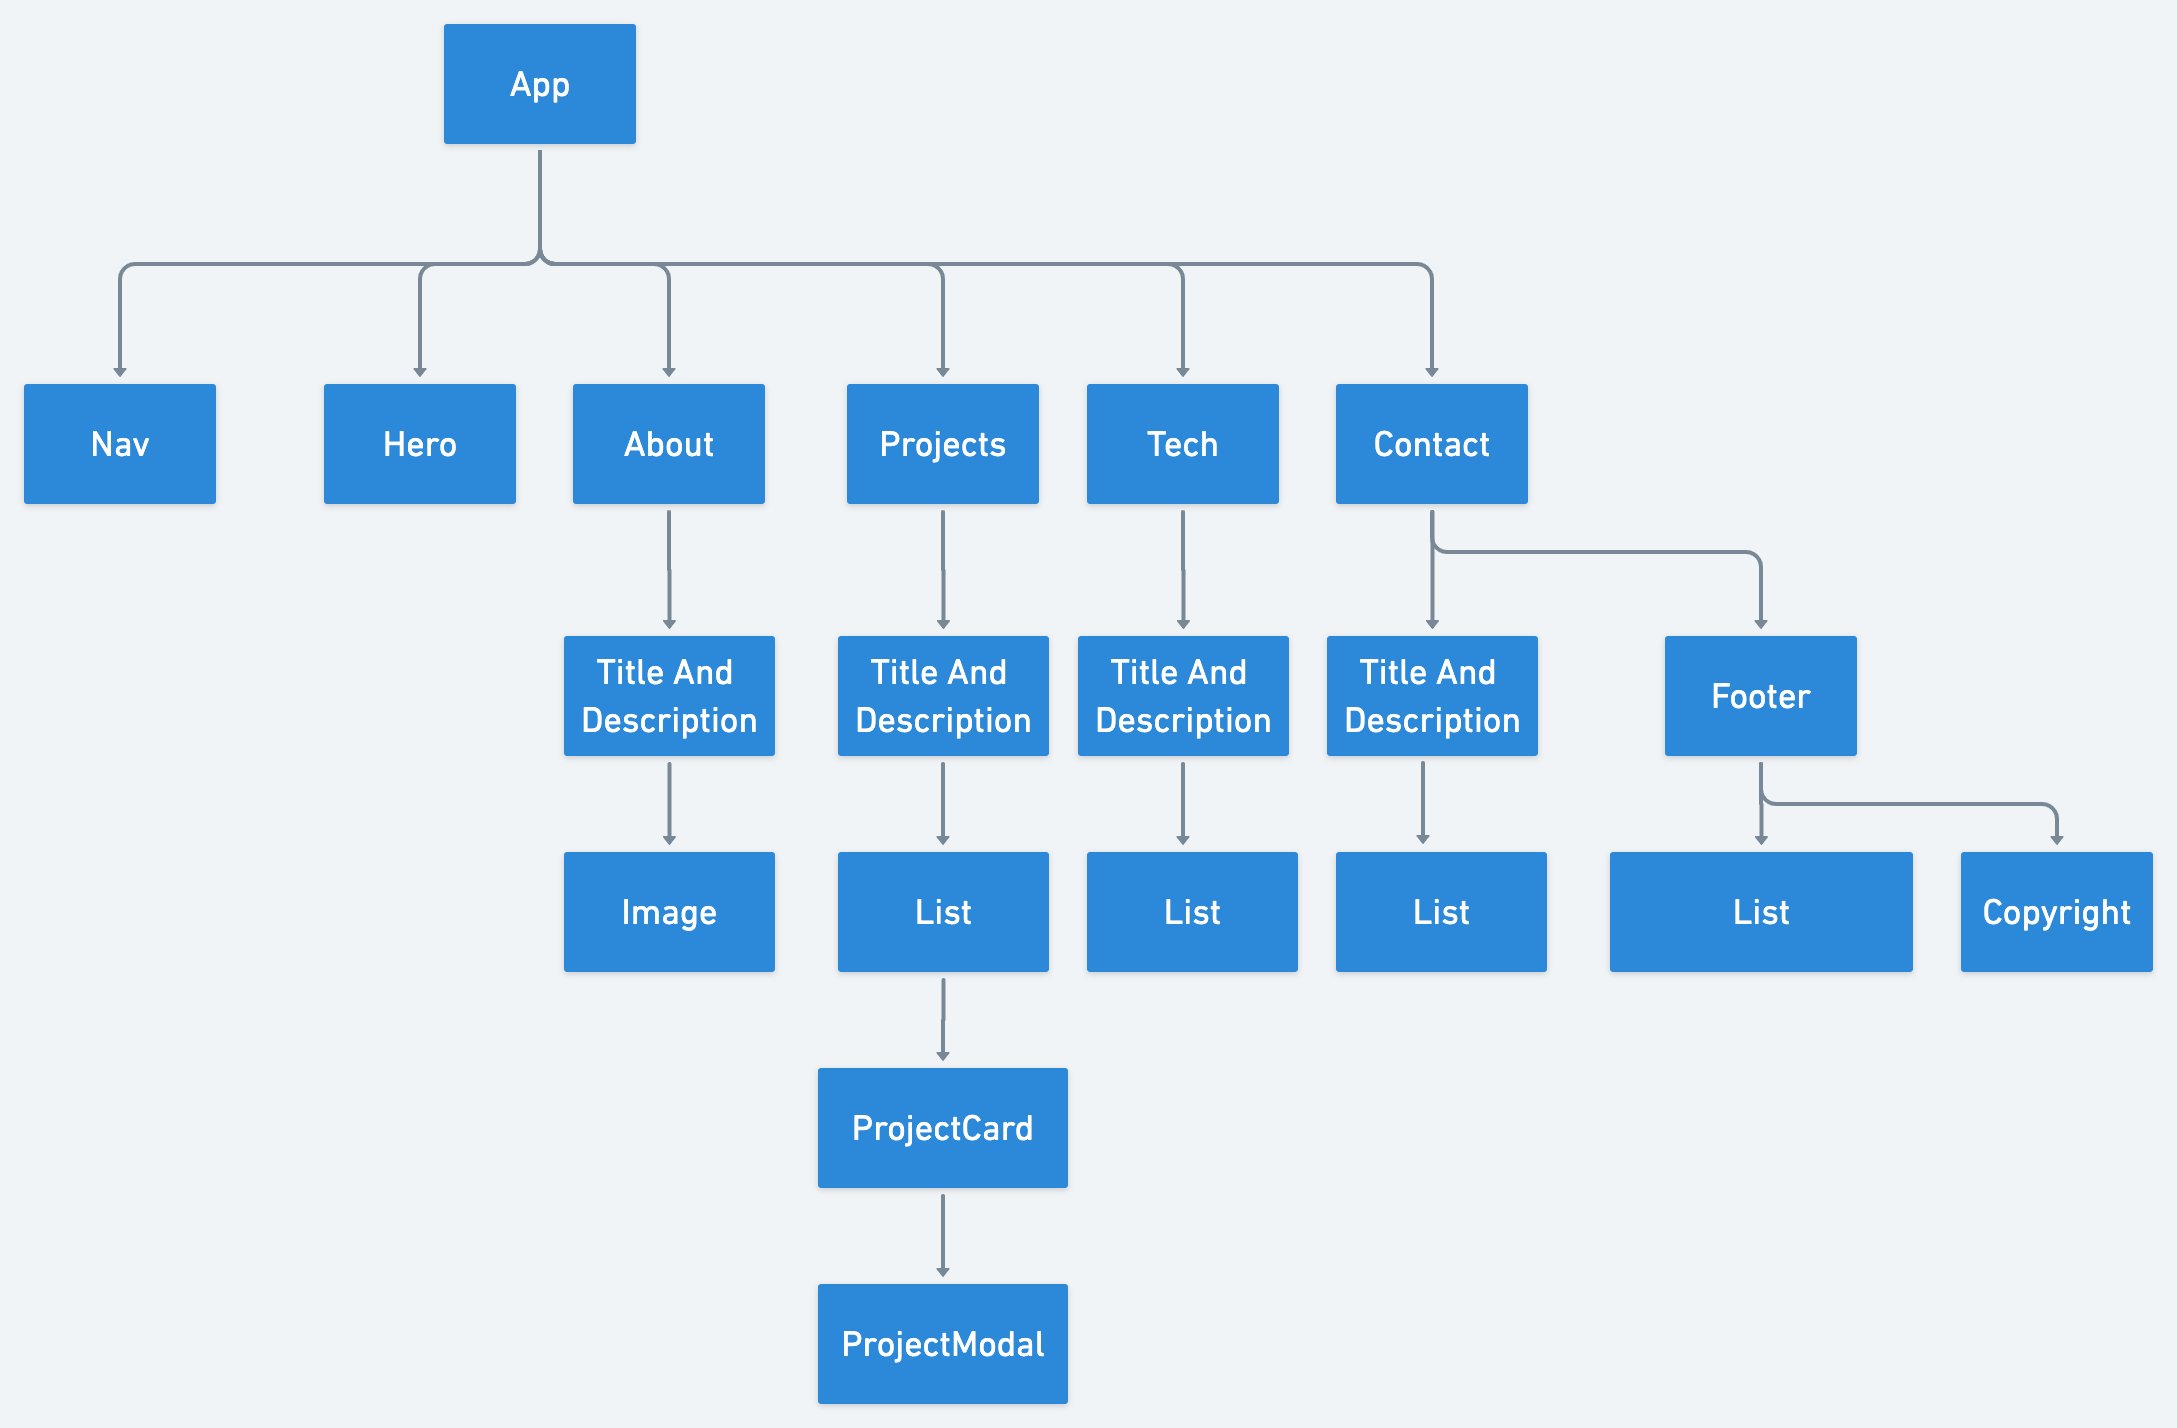 App
Nav
Hero
About
Projects
Tech
Contact
Title And
Description
Title And
Description
Title And
Description
Title And
Description
Footer
Image
List
List
List
List
Copyright
ProjectCard
ProjectModal